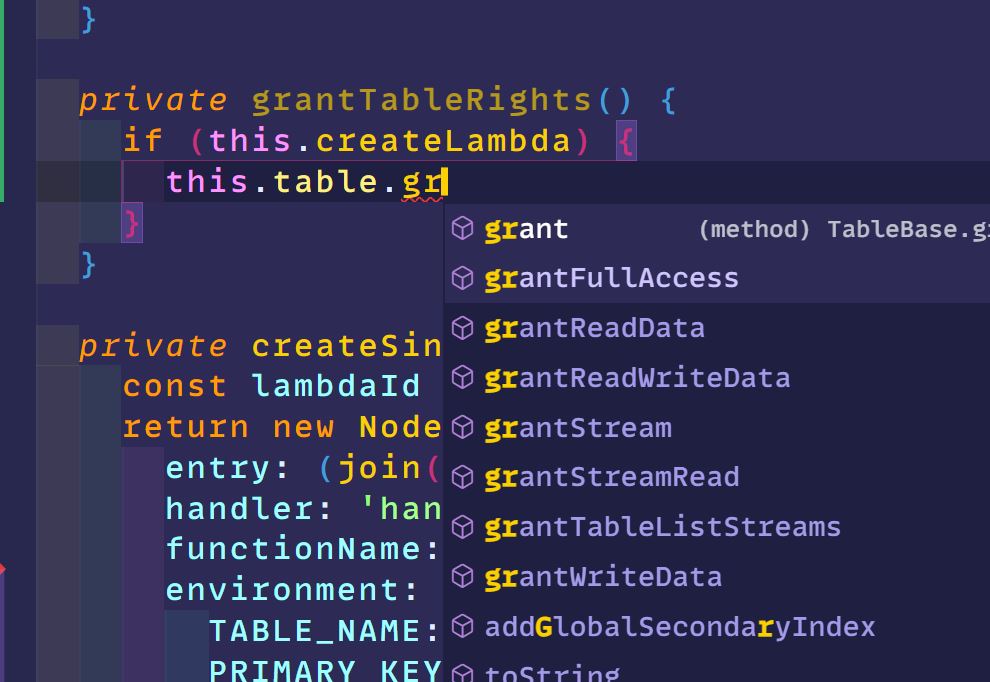 }
private grantTableRights() {
if (this.createLambda) {
this.table.gr
}
}
private createSin
const lambdaId
return new Node
entry: (join(
handler: 'han
functionName:
environment:
TABLE_NAME:
PRIMARY_KEY
grant (method) TableBase.gr
grantFullAccess
grantReadData
grantReadWriteData
grantStream
grantStreamRead
grantTableListStreams
grantWriteData
addGlobalSecondaryIndex
toString